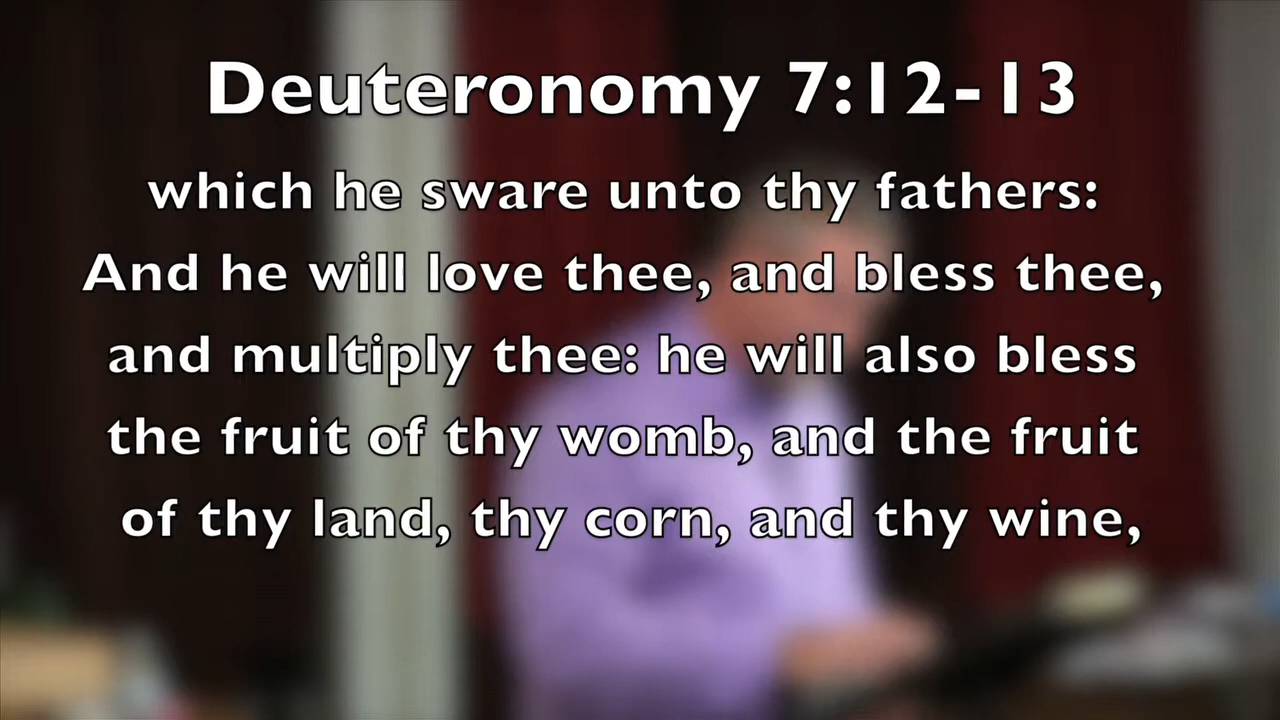 Deuteronomy 7:12-13
which he sware unto thy fathers:
And he will love thee, and bless thee,
and multiply thee: he will also bless
the fruit of thy womb, and the fruit
of thy land, thy corn, and thy wine,